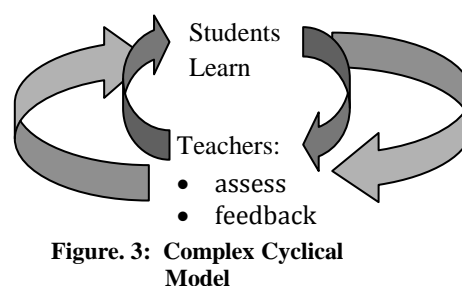 Students
Learn
Teachers:
• assess
• feedback
Figure. 3: Complex Cyclical
Model